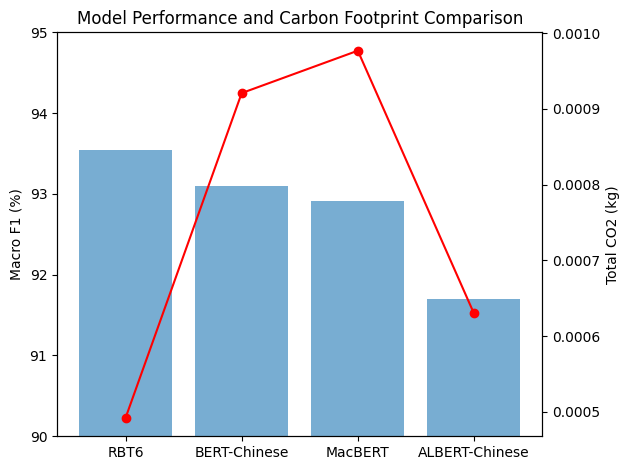 Model Performance and Carbon Footprint Comparison
95
94
93
92
91
90
Macro F1 (%)
0.0010
0.0009
0.0008
0.0007
0.0006
0.0005
Total CO2 (kg)
RBT6
BERT-Chinese
MacBERT
ALBERT-Chinese